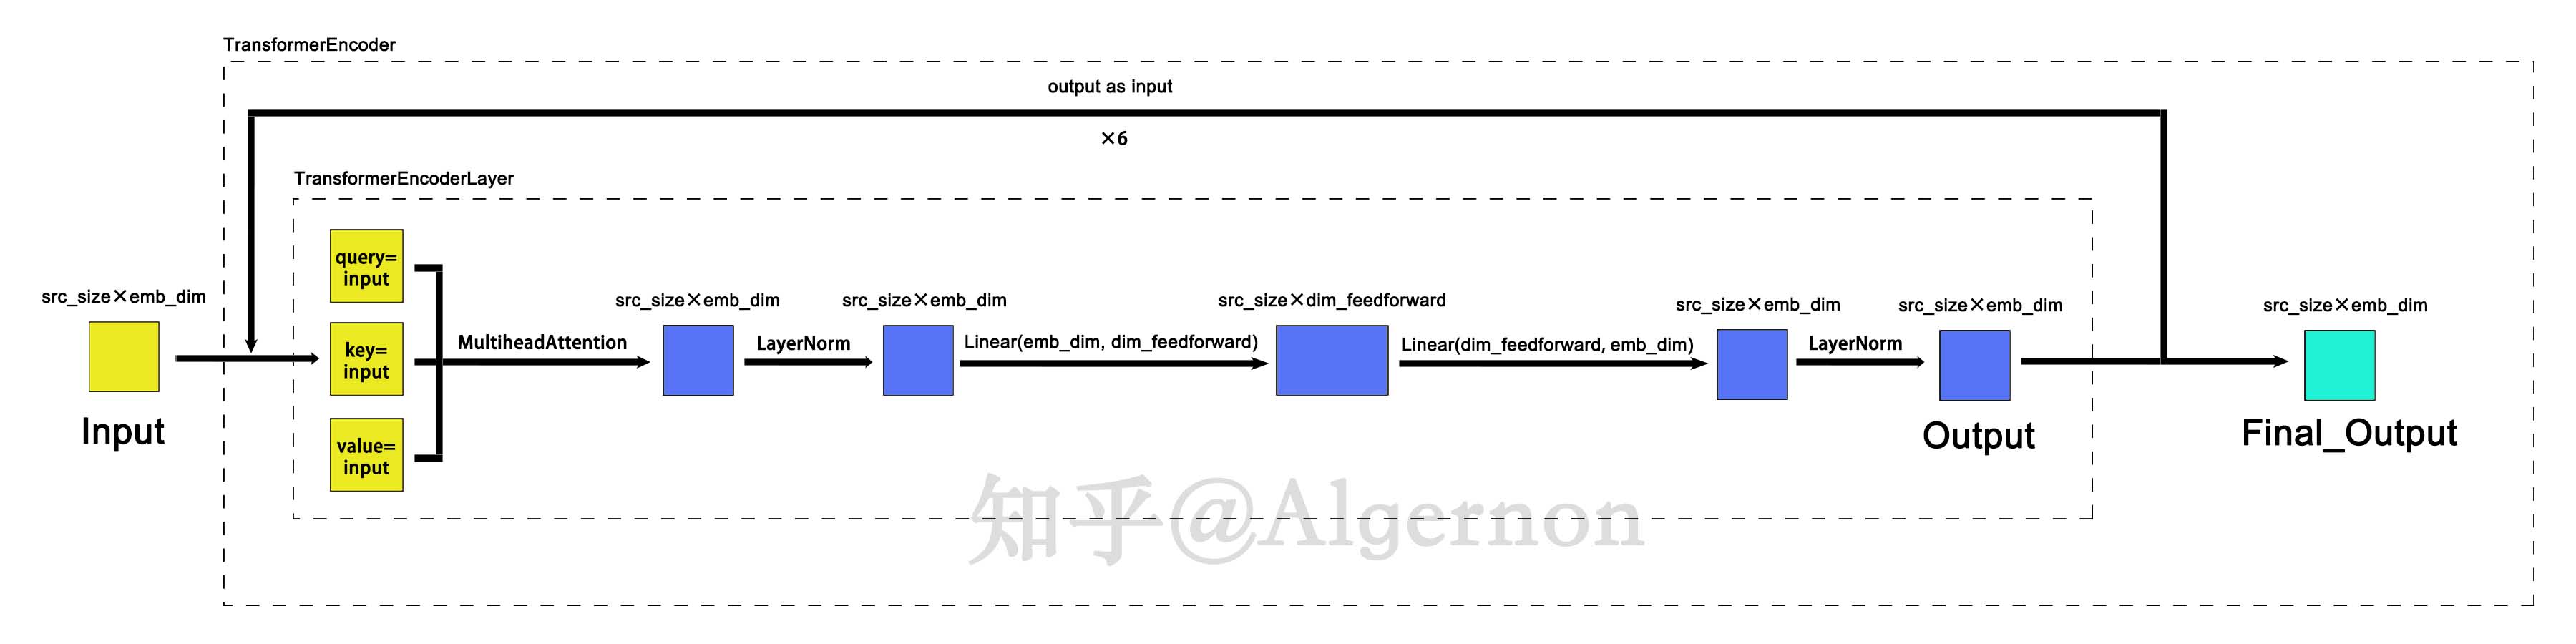 TransformerEncoder
output as input
×6
TransformerEncoderLayer
src_size×emb_dim
Input
query=
input
key=
input
value=
input
MultiheadAttention
src_size×emb_dim
LayerNorm
src_size×emb_dim
Linear(emb_dim, dim_feedforward)
src_size×dim_feedforward
Linear(dim_feedforward, emb_dim)
src_size×emb_dim
LayerNorm
src_size×emb_dim
Output
src_size×emb_dim
Final_Output
知乎@Algernon